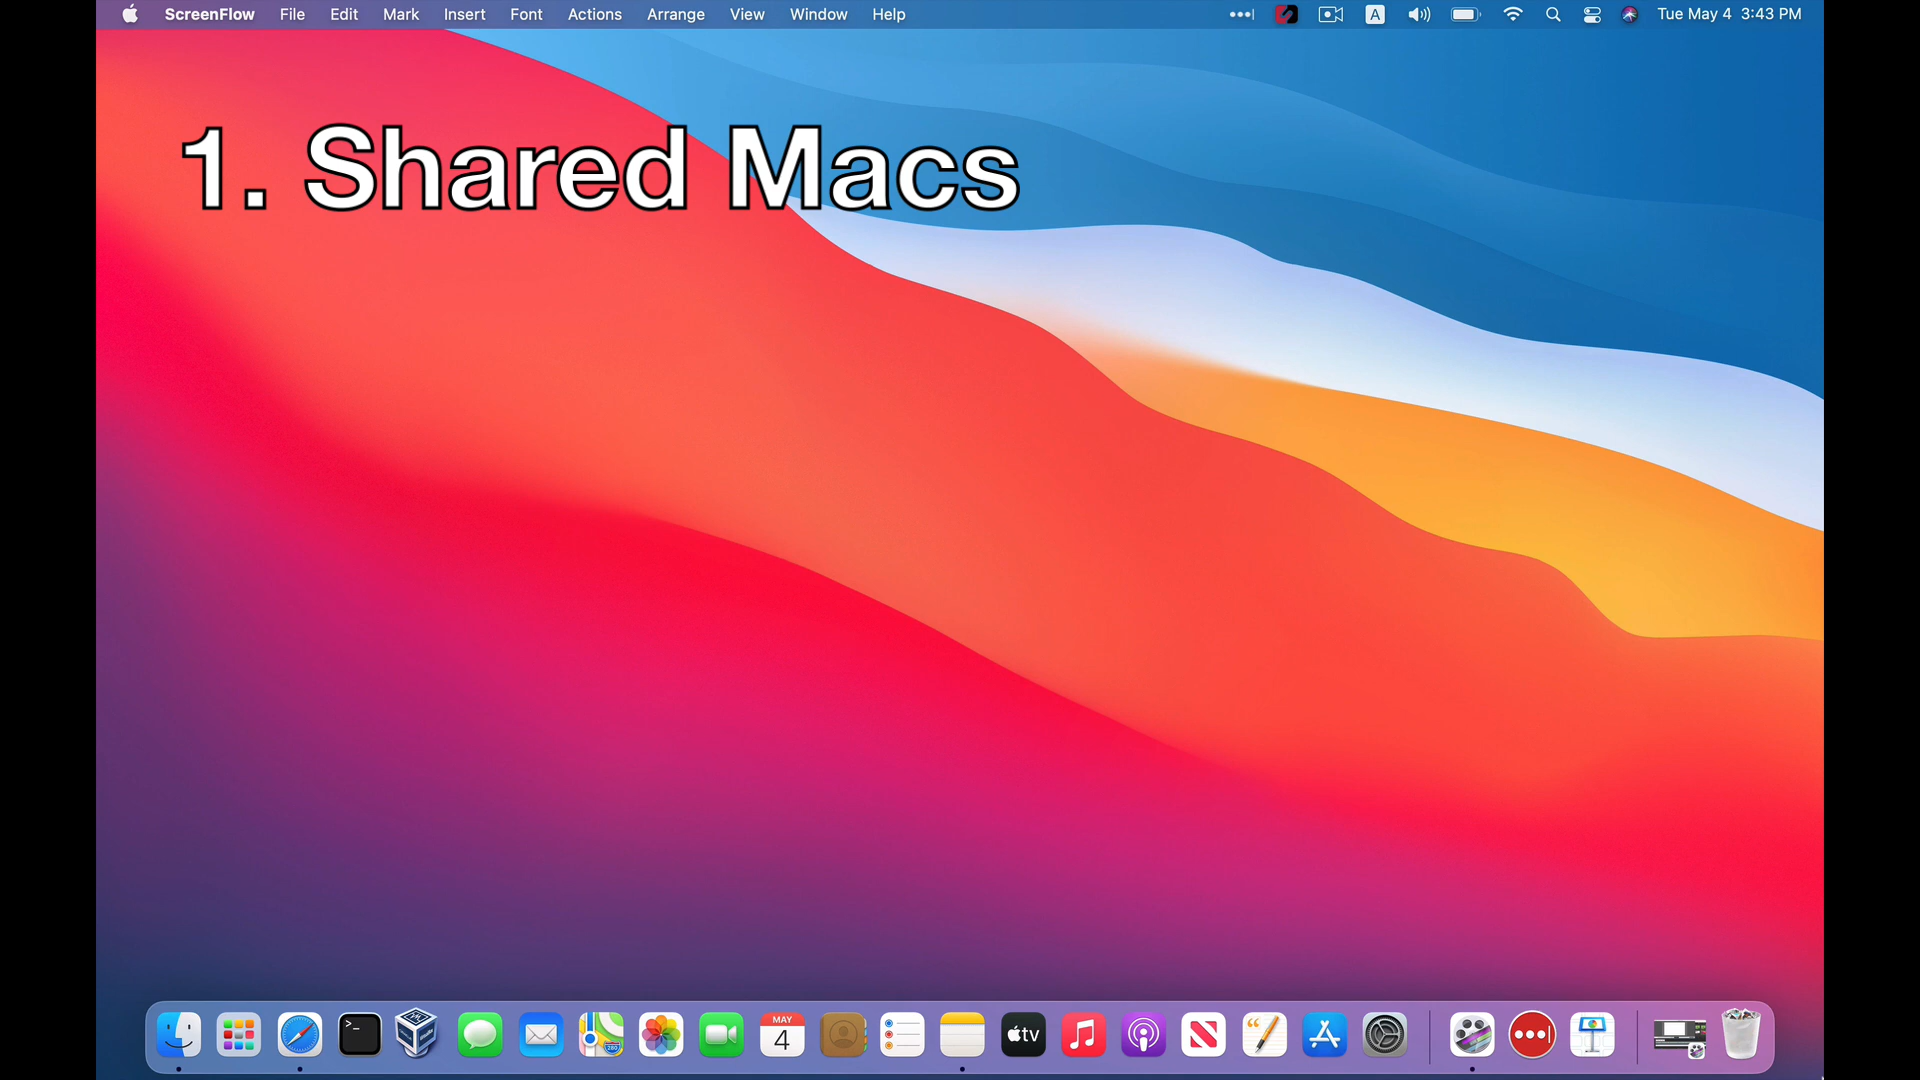 ScreenFlow File Edit Mark Insert Font Actions Arrange View Window Help A Tue May 4 3:43 PM
1. Shared Macs
>_
MAY
4
280
tv